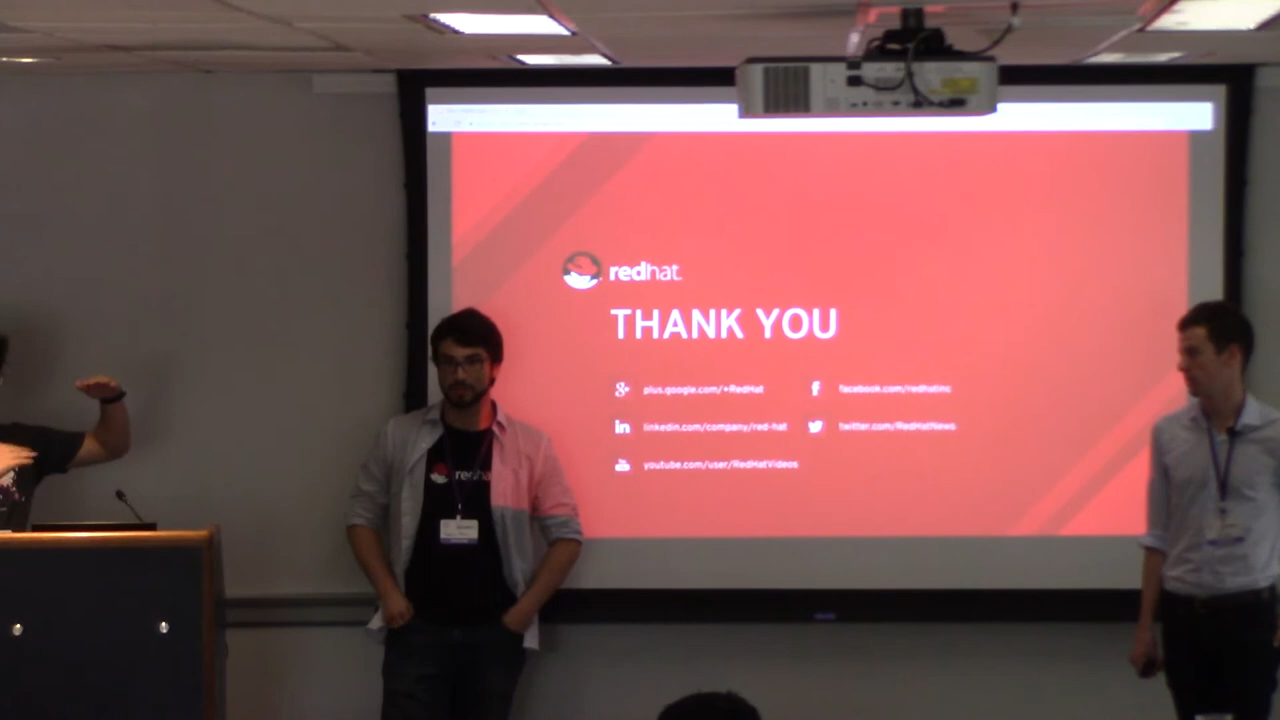 redhat.
THANK YOU
plus.google.com/+RedHat
facebook.com/redhatinc
linkedin.com/company/red-hat
twitter.com/RedHatNews
youtube.com/user/RedHatVideos
redha